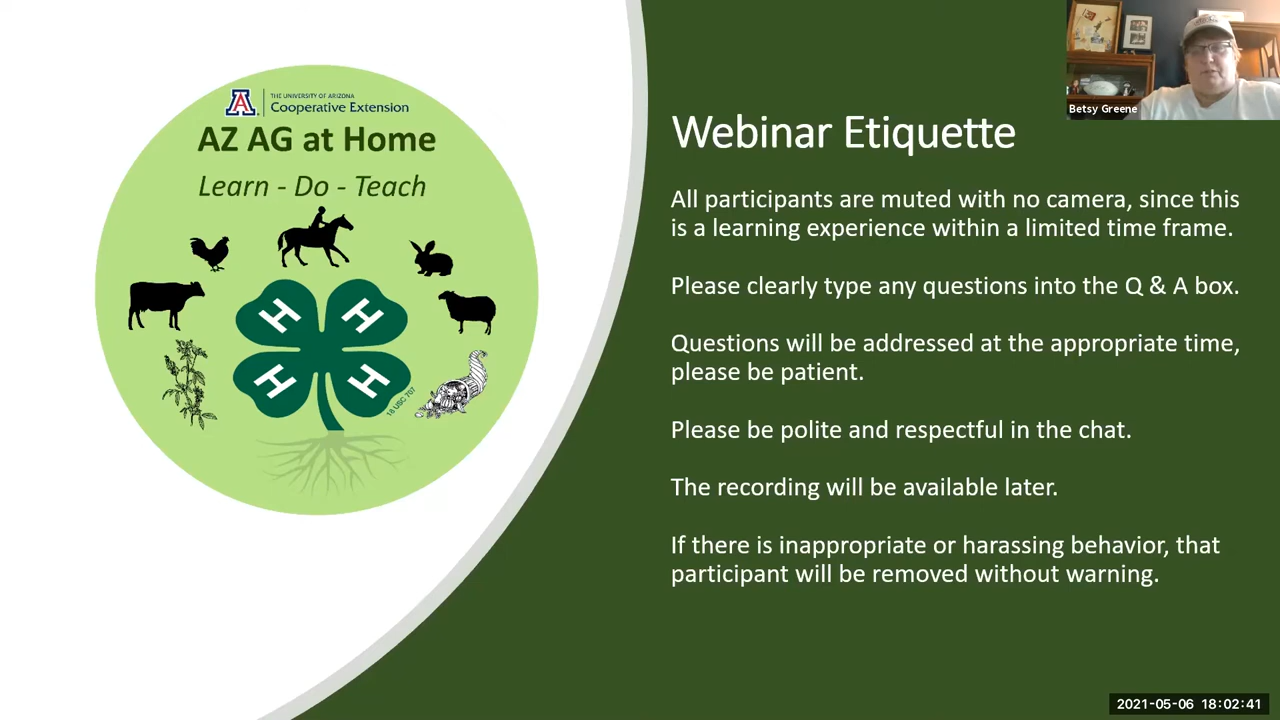 THE UNIVERSITY OF ARIZONA
Cooperative Extension
AZ AG at Home
Learn - Do - Teach
H H
H H
18 USC 707
Webinar Etiquette
All participants are muted with no camera, since this
is a learning experience within a limited time frame.
Please clearly type any questions into the Q & A box.
Questions will be addressed at the appropriate time,
please be patient.
Please be polite and respectful in the chat.
The recording will be available later.
If there is inappropriate or harassing behavior, that
participant will be removed without warning.
Betsy Greene
2021-05-06 18:02:41